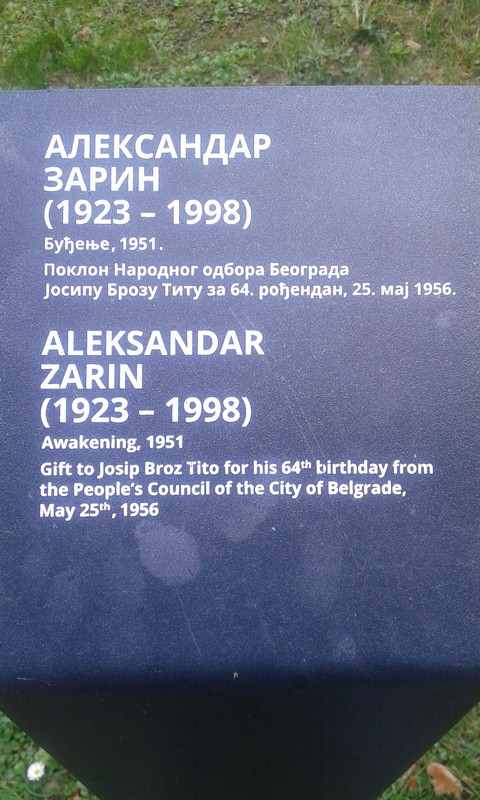 АЛЕКСАНДАР
ЗАРИН
(1923 – 1998)
Буђење, 1951.
Поклон Народног одбора Београда
Јосипу Брозу Титу за 64. рођендан, 25. мај 1956.
ALEKSANDAR
ZARIN
(1923 – 1998)
Awakening, 1951
Gift to Josip Broz Tito for his 64th birthday from
the People's Council of the City of Belgrade,
May 25th, 1956